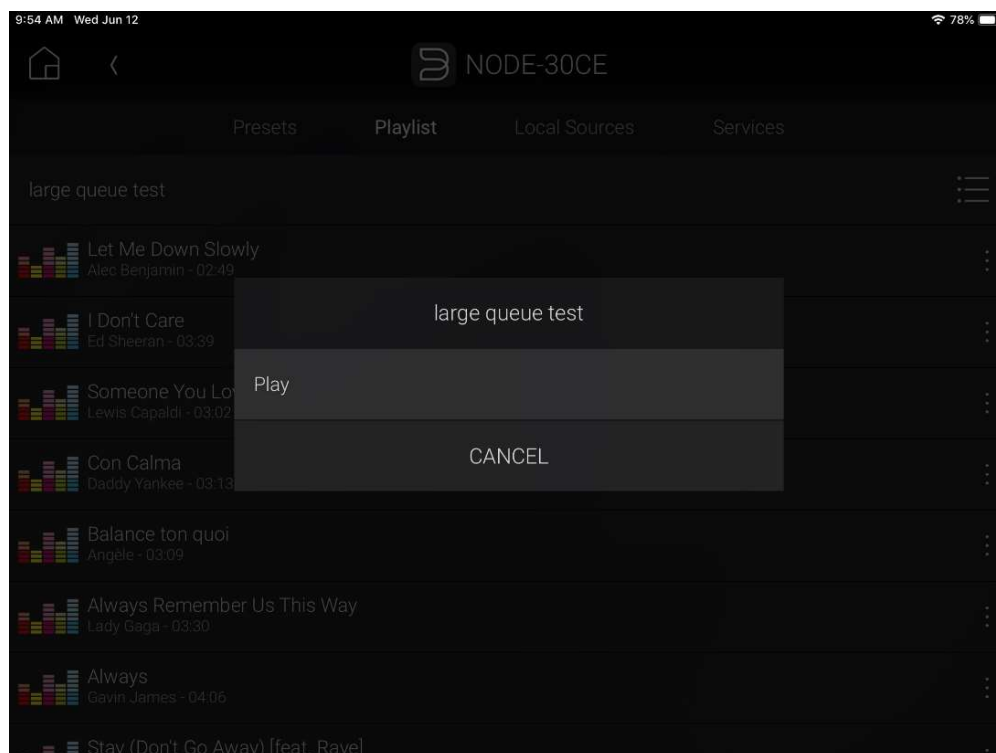 9:54 AM Wed Jun 12
78%
NODE-30CE
Presets Playlist Local Sources Services
large queue test
Let Me Down Slowly
Alec Benjamin - 02:49
I Don't Care
Ed Sheeran - 03:39
Someone You Lo
Lewis Capaldi - 03:02
Con Calma
Daddy Yankee - 03:13
Balance ton quoi
Angèle - 03:09
Always Remember Us This Way
Lady Gaga - 03:30
Always
Gavin James - 04:06
Stay (Don't Go Away) [feat. Raye]
large queue test
Play
CANCEL